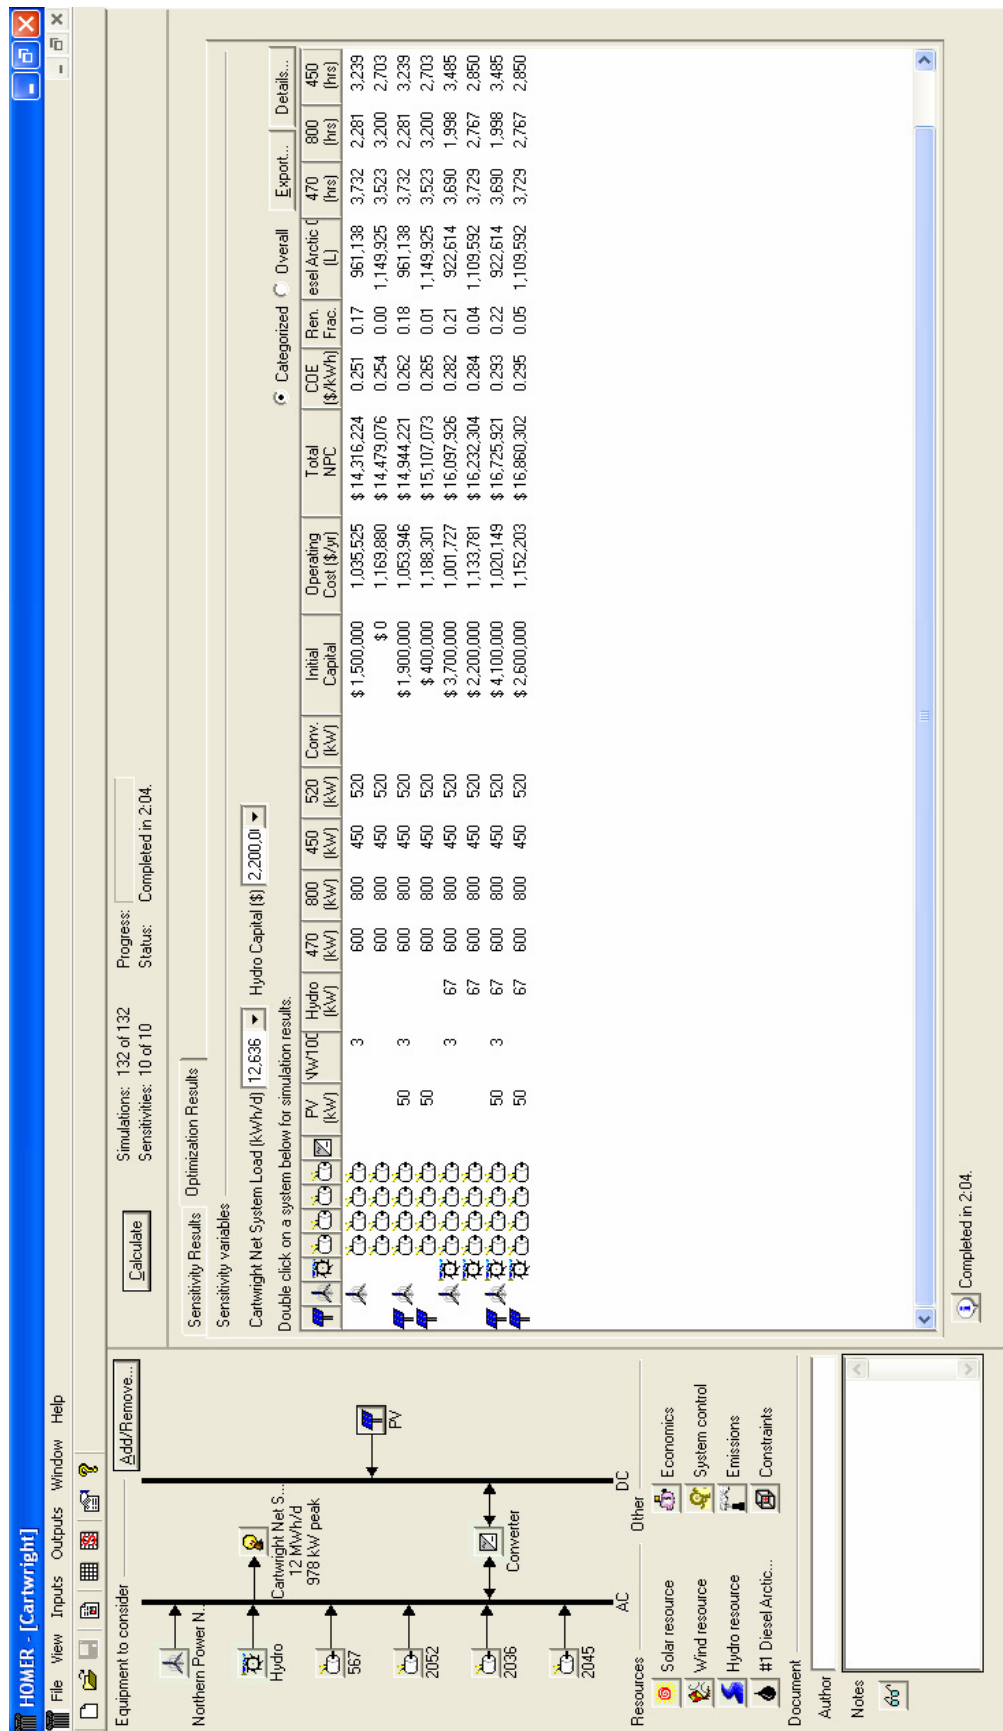 HOMER - [Cartwright]
File View Inputs Outputs Window Help
Equipment to consider
Add/Remove...
Northern Power N...
Hydro
Cartwright Net S...
12 MWh/d
978 kW peak
567
2052
2036
2045
Converter
PV
AC
DC
Resources
Other
Solar resource
Economics
Wind resource
System control
Hydro resource
Emissions
#1 Diesel Arctic...
Constraints
Document
Author
Notes
Calculate
Simulations: 132 of 132
Progress:
Sensitivities: 10 of 10
Status: Completed in 2:04.
Sensitivity Results Optimization Results
Sensitivity variables
Cartwright Net System Load (kWh/d) 12,636 Hydro Capital ($) 2,200,0
Double click on a system below for simulation results.
Categorized Overall Export... Details...
PV (kW) NW100 Hydro (kW) 470 (kW) 800 (kW) 450 (kW) 520 (kW) Conv. (kW) Initial Capital Operating Cost ($/yr) Total NPC COE ($/kWh) Ren. Frac. esel Arctic (L) 470 (hrs) 800 (hrs) 450 (hrs)
3 600 800 450 520 $ 1,500,000 1,035,525 $ 14,316,224 0.251 0.17 961,138 3,732 2,281 3,239
600 800 450 520 $ 0 1,169,880 $ 14,479,076 0.254 0.00 1,149,925 3,523 3,200 2,703
50 3 600 800 450 520 $ 1,900,000 1,053,946 $ 14,944,221 0.262 0.18 961,138 3,732 2,281 3,239
50 600 800 450 520 $ 400,000 1,188,301 $ 15,107,073 0.265 0.01 1,149,925 3,523 3,200 2,703
3 67 600 800 450 520 $ 3,700,000 1,001,727 $ 16,097,926 0.282 0.21 922,614 3,690 1,998 3,485
67 600 800 450 520 $ 2,200,000 1,133,781 $ 16,232,304 0.284 0.04 1,109,592 3,729 2,767 2,850
50 3 67 600 800 450 520 $ 4,100,000 1,020,149 $ 16,725,921 0.293 0.22 922,614 3,690 1,998 3,485
50 67 600 800 450 520 $ 2,600,000 1,152,203 $ 16,860,302 0.295 0.05 1,109,592 3,729 2,767 2,850
Completed in 2:04.